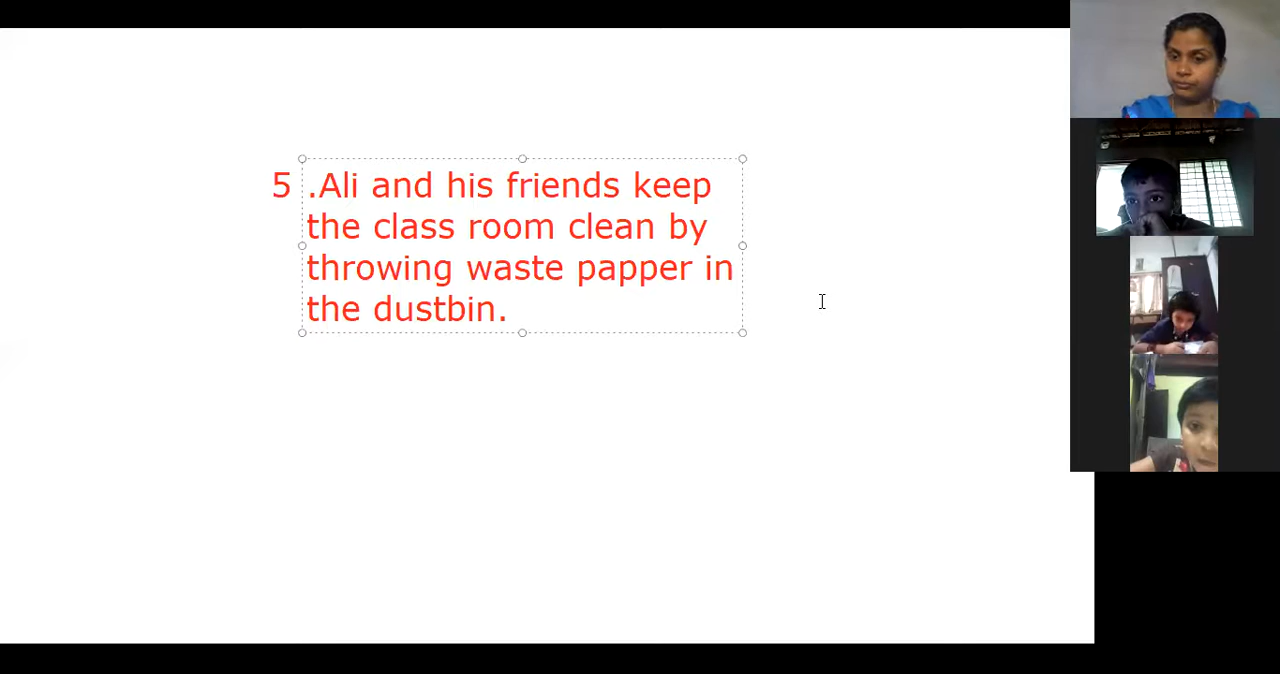 5 .Ali and his friends keep
the class room clean by
throwing waste papper in
the dustbin.